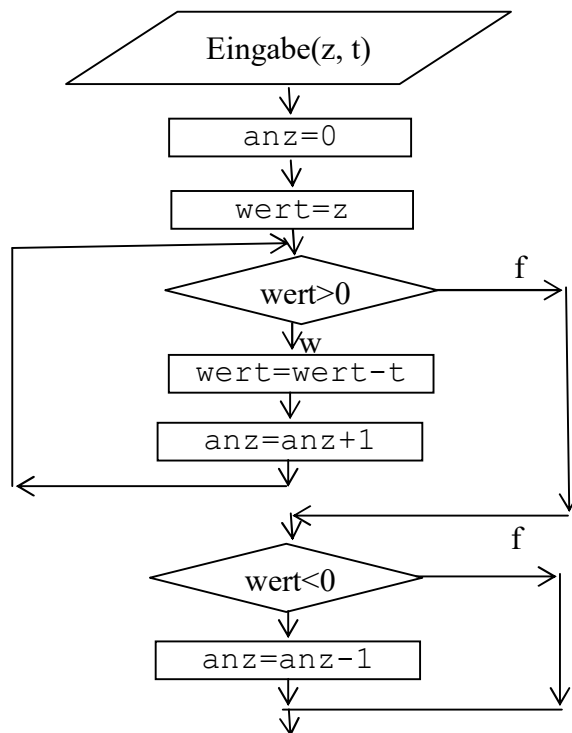 Eingabe(z, t)
anz=0
wert=z
f
wert>0
w
wert=wert-t
anz=anz+1
f
wert<0
anz=anz-1